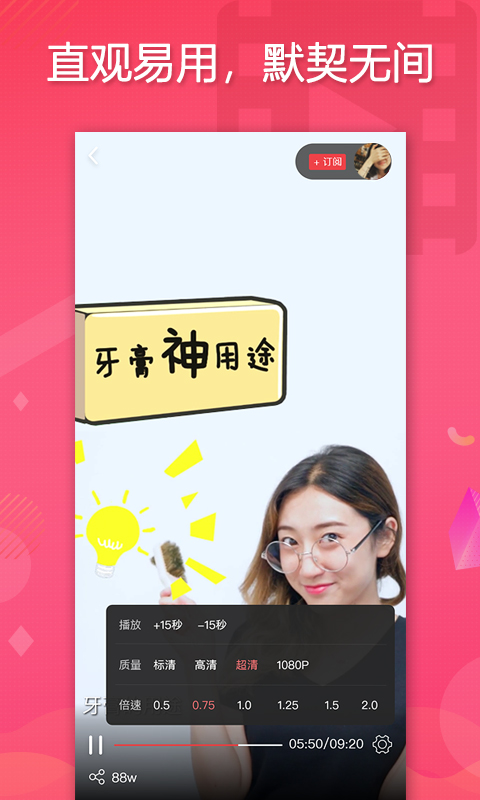 直观易用，默契无间
+ 订阅
牙膏神用途
播放 +15秒 -15秒
质量 标清 高清 超清 1080P
牙
倍速 0.5 0.75 1.0 1.25 1.5 2.0
05:50/09:20
88w